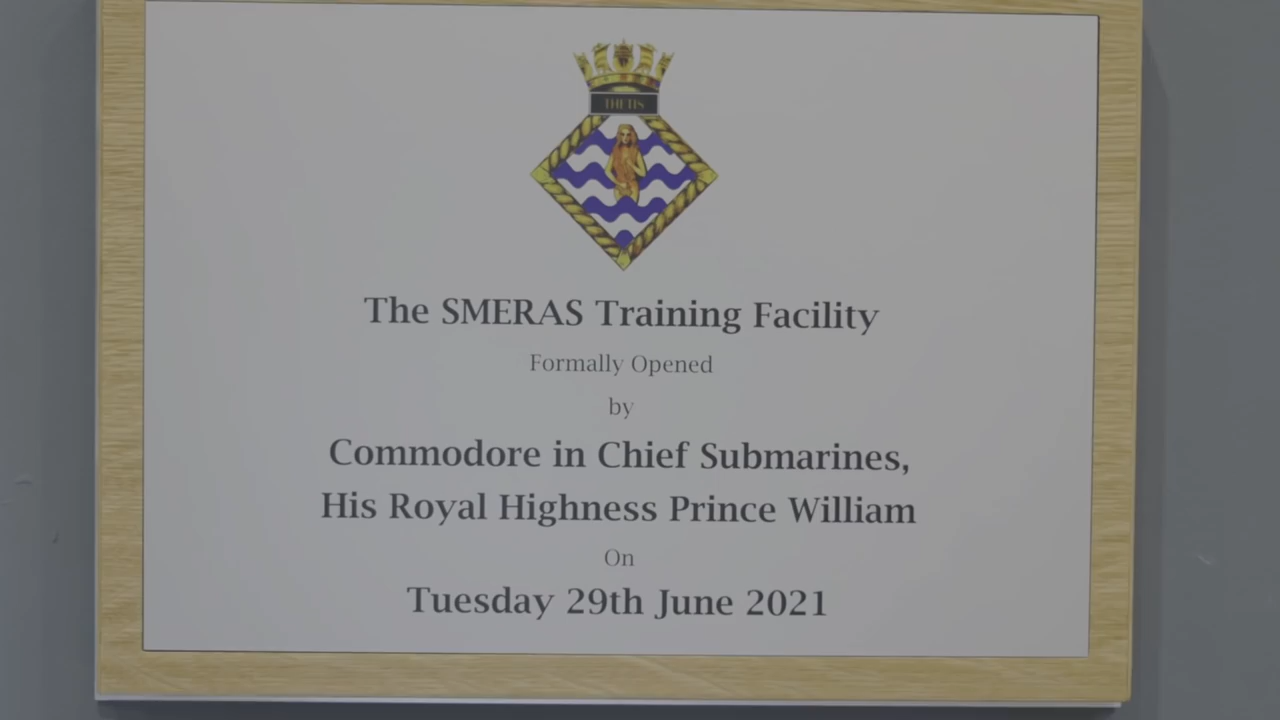 THETIS
The SMERAS Training Facility
Formally Opened
by
Commodore in Chief Submarines,
His Royal Highness Prince William
On
Tuesday 29th June 2021